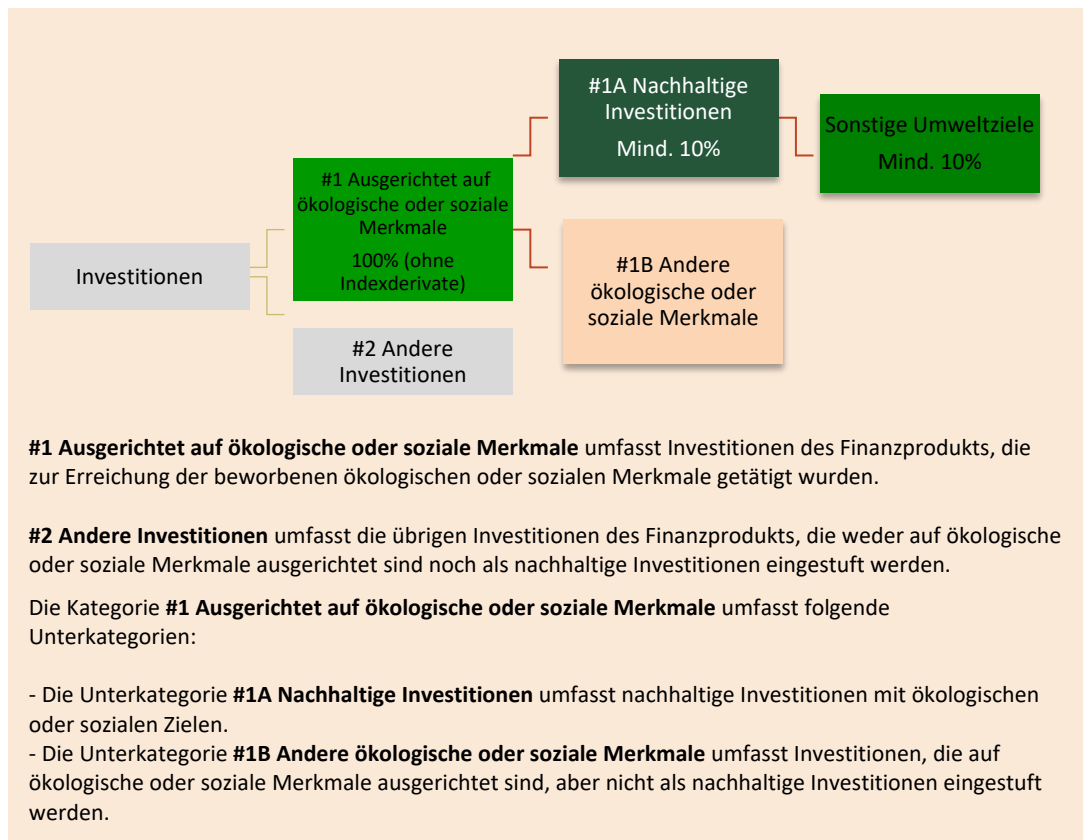 #1A Nachhaltige
Investitionen
Mind. 10%
Sonstige Umweltziele
Mind. 10%
#1 Ausgerichtet auf
ökologische oder soziale
Merkmale
100% (ohne
Indexderivate)
Investitionen
#1B Andere
ökologische oder
soziale Merkmale
#2 Andere
Investitionen
#1 Ausgerichtet auf ökologische oder soziale Merkmale umfasst Investitionen des Finanzprodukts, die
zur Erreichung der beworbenen ökologischen oder sozialen Merkmale getätigt wurden.
#2 Andere Investitionen umfasst die übrigen Investitionen des Finanzprodukts, die weder auf ökologische
oder soziale Merkmale ausgerichtet sind noch als nachhaltige Investitionen eingestuft werden.
Die Kategorie #1 Ausgerichtet auf ökologische oder soziale Merkmale umfasst folgende
Unterkategorien:
- Die Unterkategorie #1A Nachhaltige Investitionen umfasst nachhaltige Investitionen mit ökologischen
oder sozialen Zielen.
- Die Unterkategorie #1B Andere ökologische oder soziale Merkmale umfasst Investitionen, die auf
ökologische oder soziale Merkmale ausgerichtet sind, aber nicht als nachhaltige Investitionen eingestuft
werden.